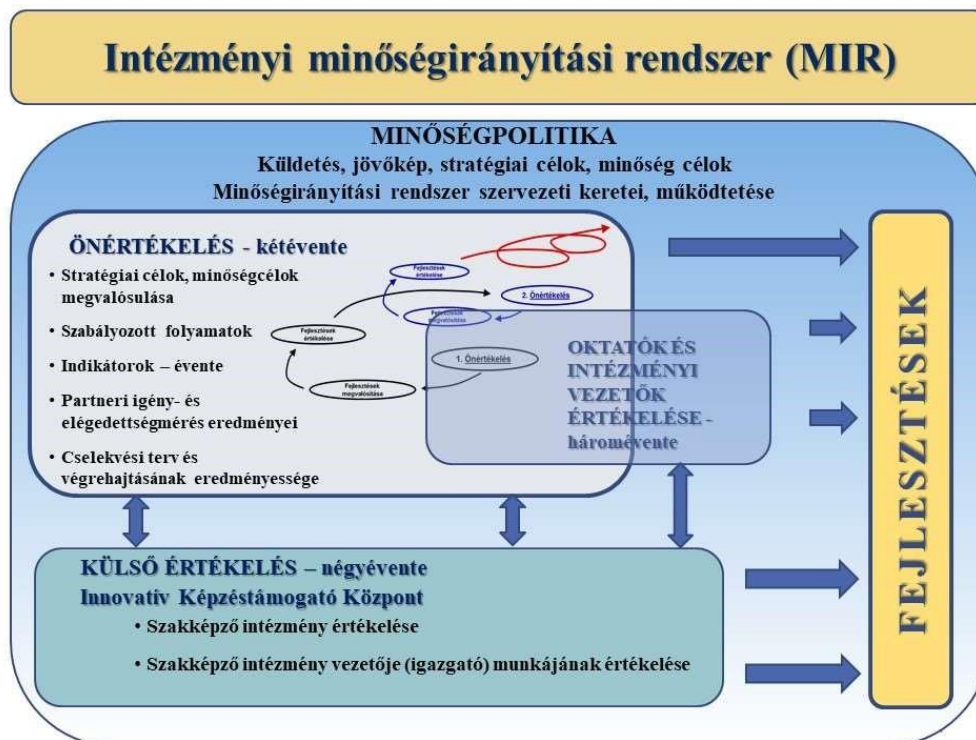 Intézményi minőségirányítási rendszer (MIR)
MINŐSÉGPOLITIKA
Küldetés, jövőkép, stratégiai célok, minőség célok
Minőségirányítási rendszer szervezeti keretei, működtetése
ÖNÉRTÉKELÉS - kétévente
• Stratégiai célok, minőségcélok
megvalósulása
• Szabályozott folyamatok
• Indikátorok – évente
• Partneri igény- és
elégedettségmérés eredményei
• Cselekvési terv és
végrehajtásának eredményessége
Fejlesztések
értékelése
2. Önértékelés
Fejlesztések
megvalósítása
Fejlesztések
értékelése
1. Önértékelés
Fejlesztések
megvalósítása
OKTATÓK ÉS
INTÉZMÉNYI
VEZETŐK
ÉRTÉKELÉSE -
háromévente
KÜLSŐ ÉRTÉKELÉS – négyévente
Innovatív Képzéstámogató Központ
• Szakképző intézmény értékelése
• Szakképző intézmény vezetője (igazgató) munkájának értékelése
FEJLESZTÉSEK